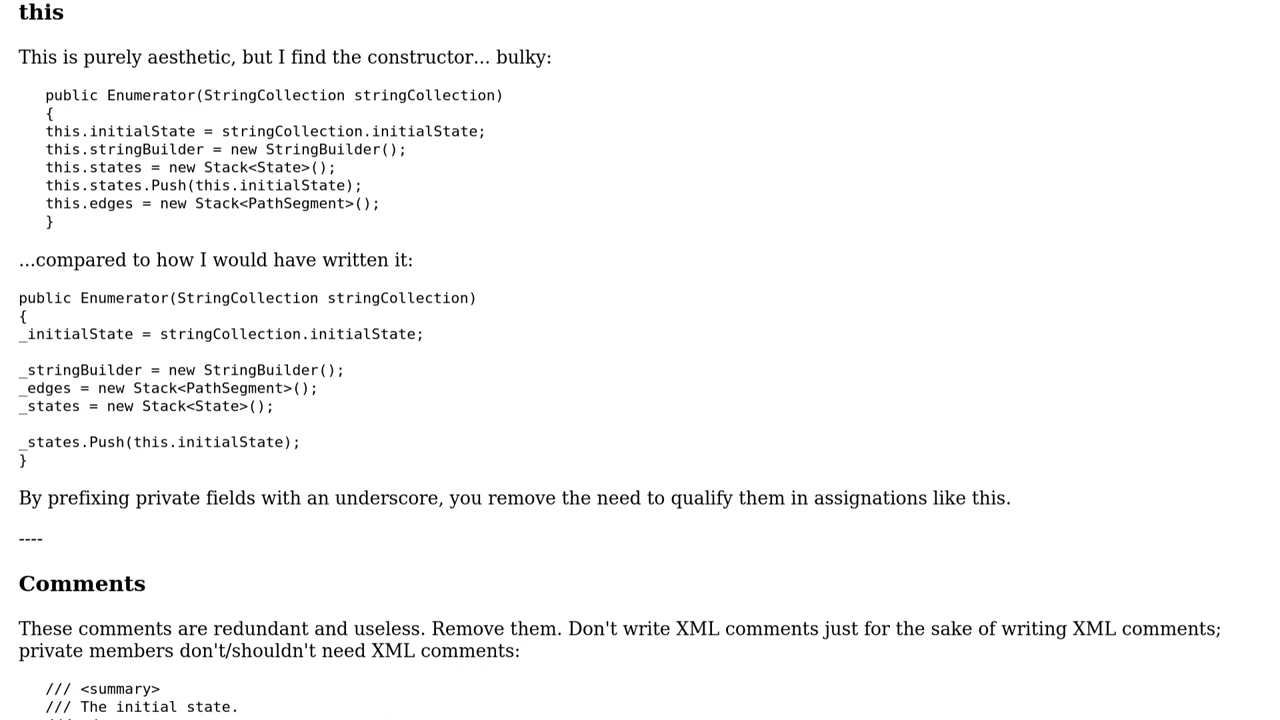 this
This is purely aesthetic, but I find the constructor... bulky:
public Enumerator(StringCollection stringCollection)
{
this.initialState = stringCollection.initialState;
this.stringBuilder = new StringBuilder();
this.states = new Stack<State>();
this.states.Push(this.initialState);
this.edges = new Stack<PathSegment>();
}
...compared to how I would have written it:
public Enumerator(StringCollection stringCollection)
{
_initialState = stringCollection.initialState;
_stringBuilder = new StringBuilder();
_edges = new Stack<PathSegment>();
_states = new Stack<State>();
_states.Push(this.initialState);
}
By prefixing private fields with an underscore, you remove the need to qualify them in assignations like this.
----
Comments
These comments are redundant and useless. Remove them. Don't write XML comments just for the sake of writing XML comments;
private members don't/shouldn't need XML comments:
/// <summary>
/// The initial state.